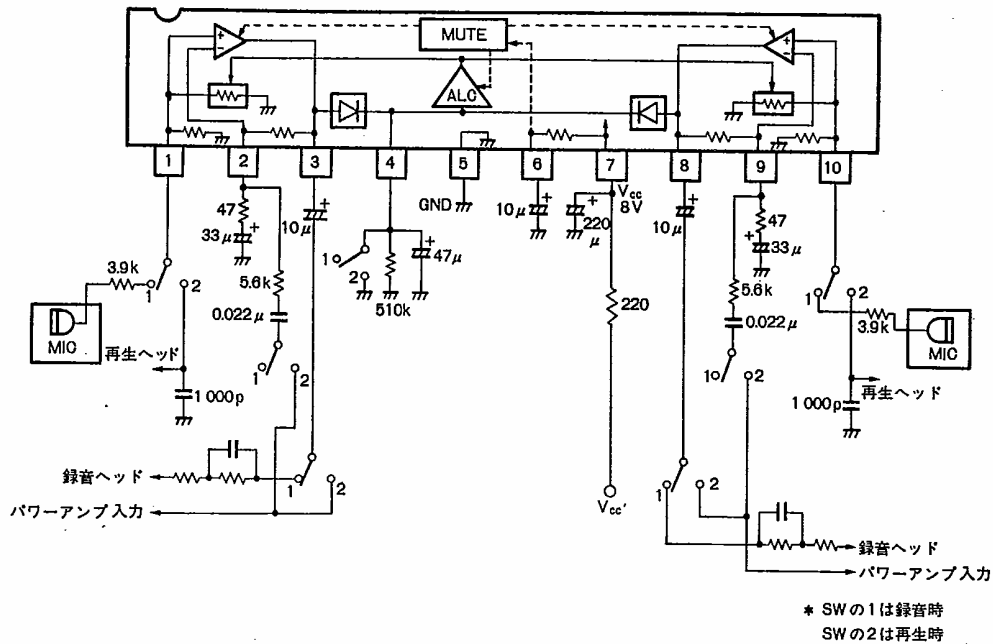 MUTE
+
−
+
−
ALC
1
2
3
4
5
6
7
8
9
10
GND
Vcc
8V
47
33μ
+
10μ
+
10μ
+
+
220
μ
10μ
+
47
+
33μ
3.9k
1
2
MIC
再生ヘッド
1 000p
5.6k
0.022μ
1
2
1
2
510k
+
47μ
220
Vcc'
5.6k
0.022μ
1
2
1
2
3.9k
MIC
再生ヘッド
1 000p
録音ヘッド
1
2
パワーアンプ入力
1
2
録音ヘッド
パワーアンプ入力
* SWの1は録音時
SWの2は再生時